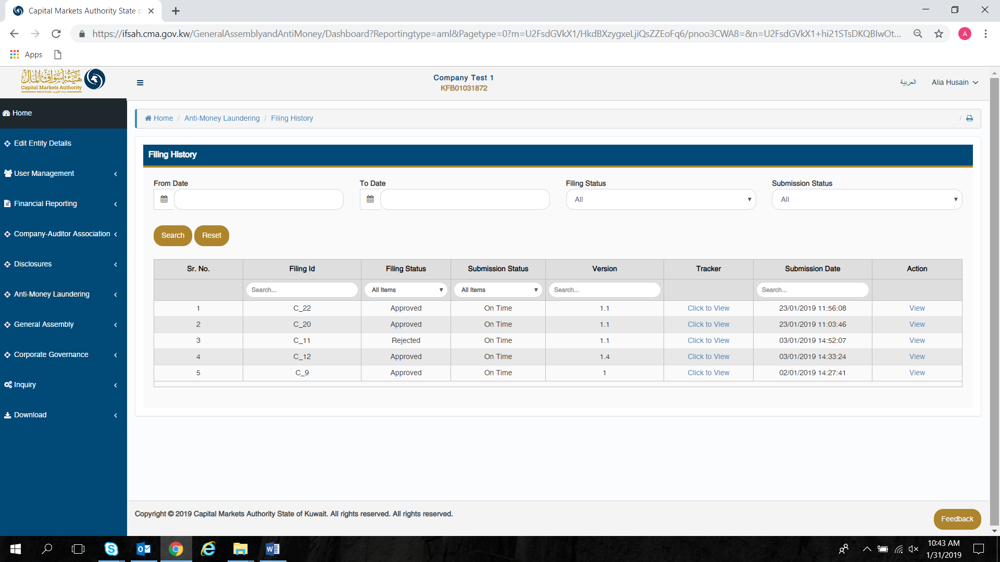 Capital Markets Authority State o
https://ifsah.cma.gov.kw/GeneralAssemblyandAntiMoney/Dashboard?Reportingtype=aml&Pagetype=0?m=U2FsdGVkX1/HkdBXzygxeLjiQsZZEoFq6/pnoo3CWA8=&n=U2FsdGVkX1+hi21STsDKQBIwOt...
A
Apps
هيئة أسواق المال
Capital Markets Authority
Company Test 1
KFB01031872
العربية
Alia Husain
Home
Edit Entity Details
User Management
Financial Reporting
Company-Auditor Association
Disclosures
Anti-Money Laundering
General Assembly
Corporate Governance
Inquiry
Download
Home / Anti-Money Laundering / Filing History /
Filing History
From Date To Date Filing Status Submission Status
All All
Search Reset
Sr. No. Filing Id Filing Status Submission Status Version Tracker Submission Date Action
Search... All Items All Items Search... Search...
1 C_22 Approved On Time 1.1 Click to View 23/01/2019 11:56:08 View
2 C_20 Approved On Time 1.1 Click to View 23/01/2019 11:03:46 View
3 C_11 Rejected On Time 1.1 Click to View 03/01/2019 14:52:07 View
4 C_12 Approved On Time 1.4 Click to View 03/01/2019 14:33:24 View
5 C_9 Approved On Time 1 Click to View 02/01/2019 14:27:41 View
Copyright © 2019 Capital Markets Authority State of Kuwait. All rights reserved. All rights reserved.
Feedback
10:43 AM
1/31/2019